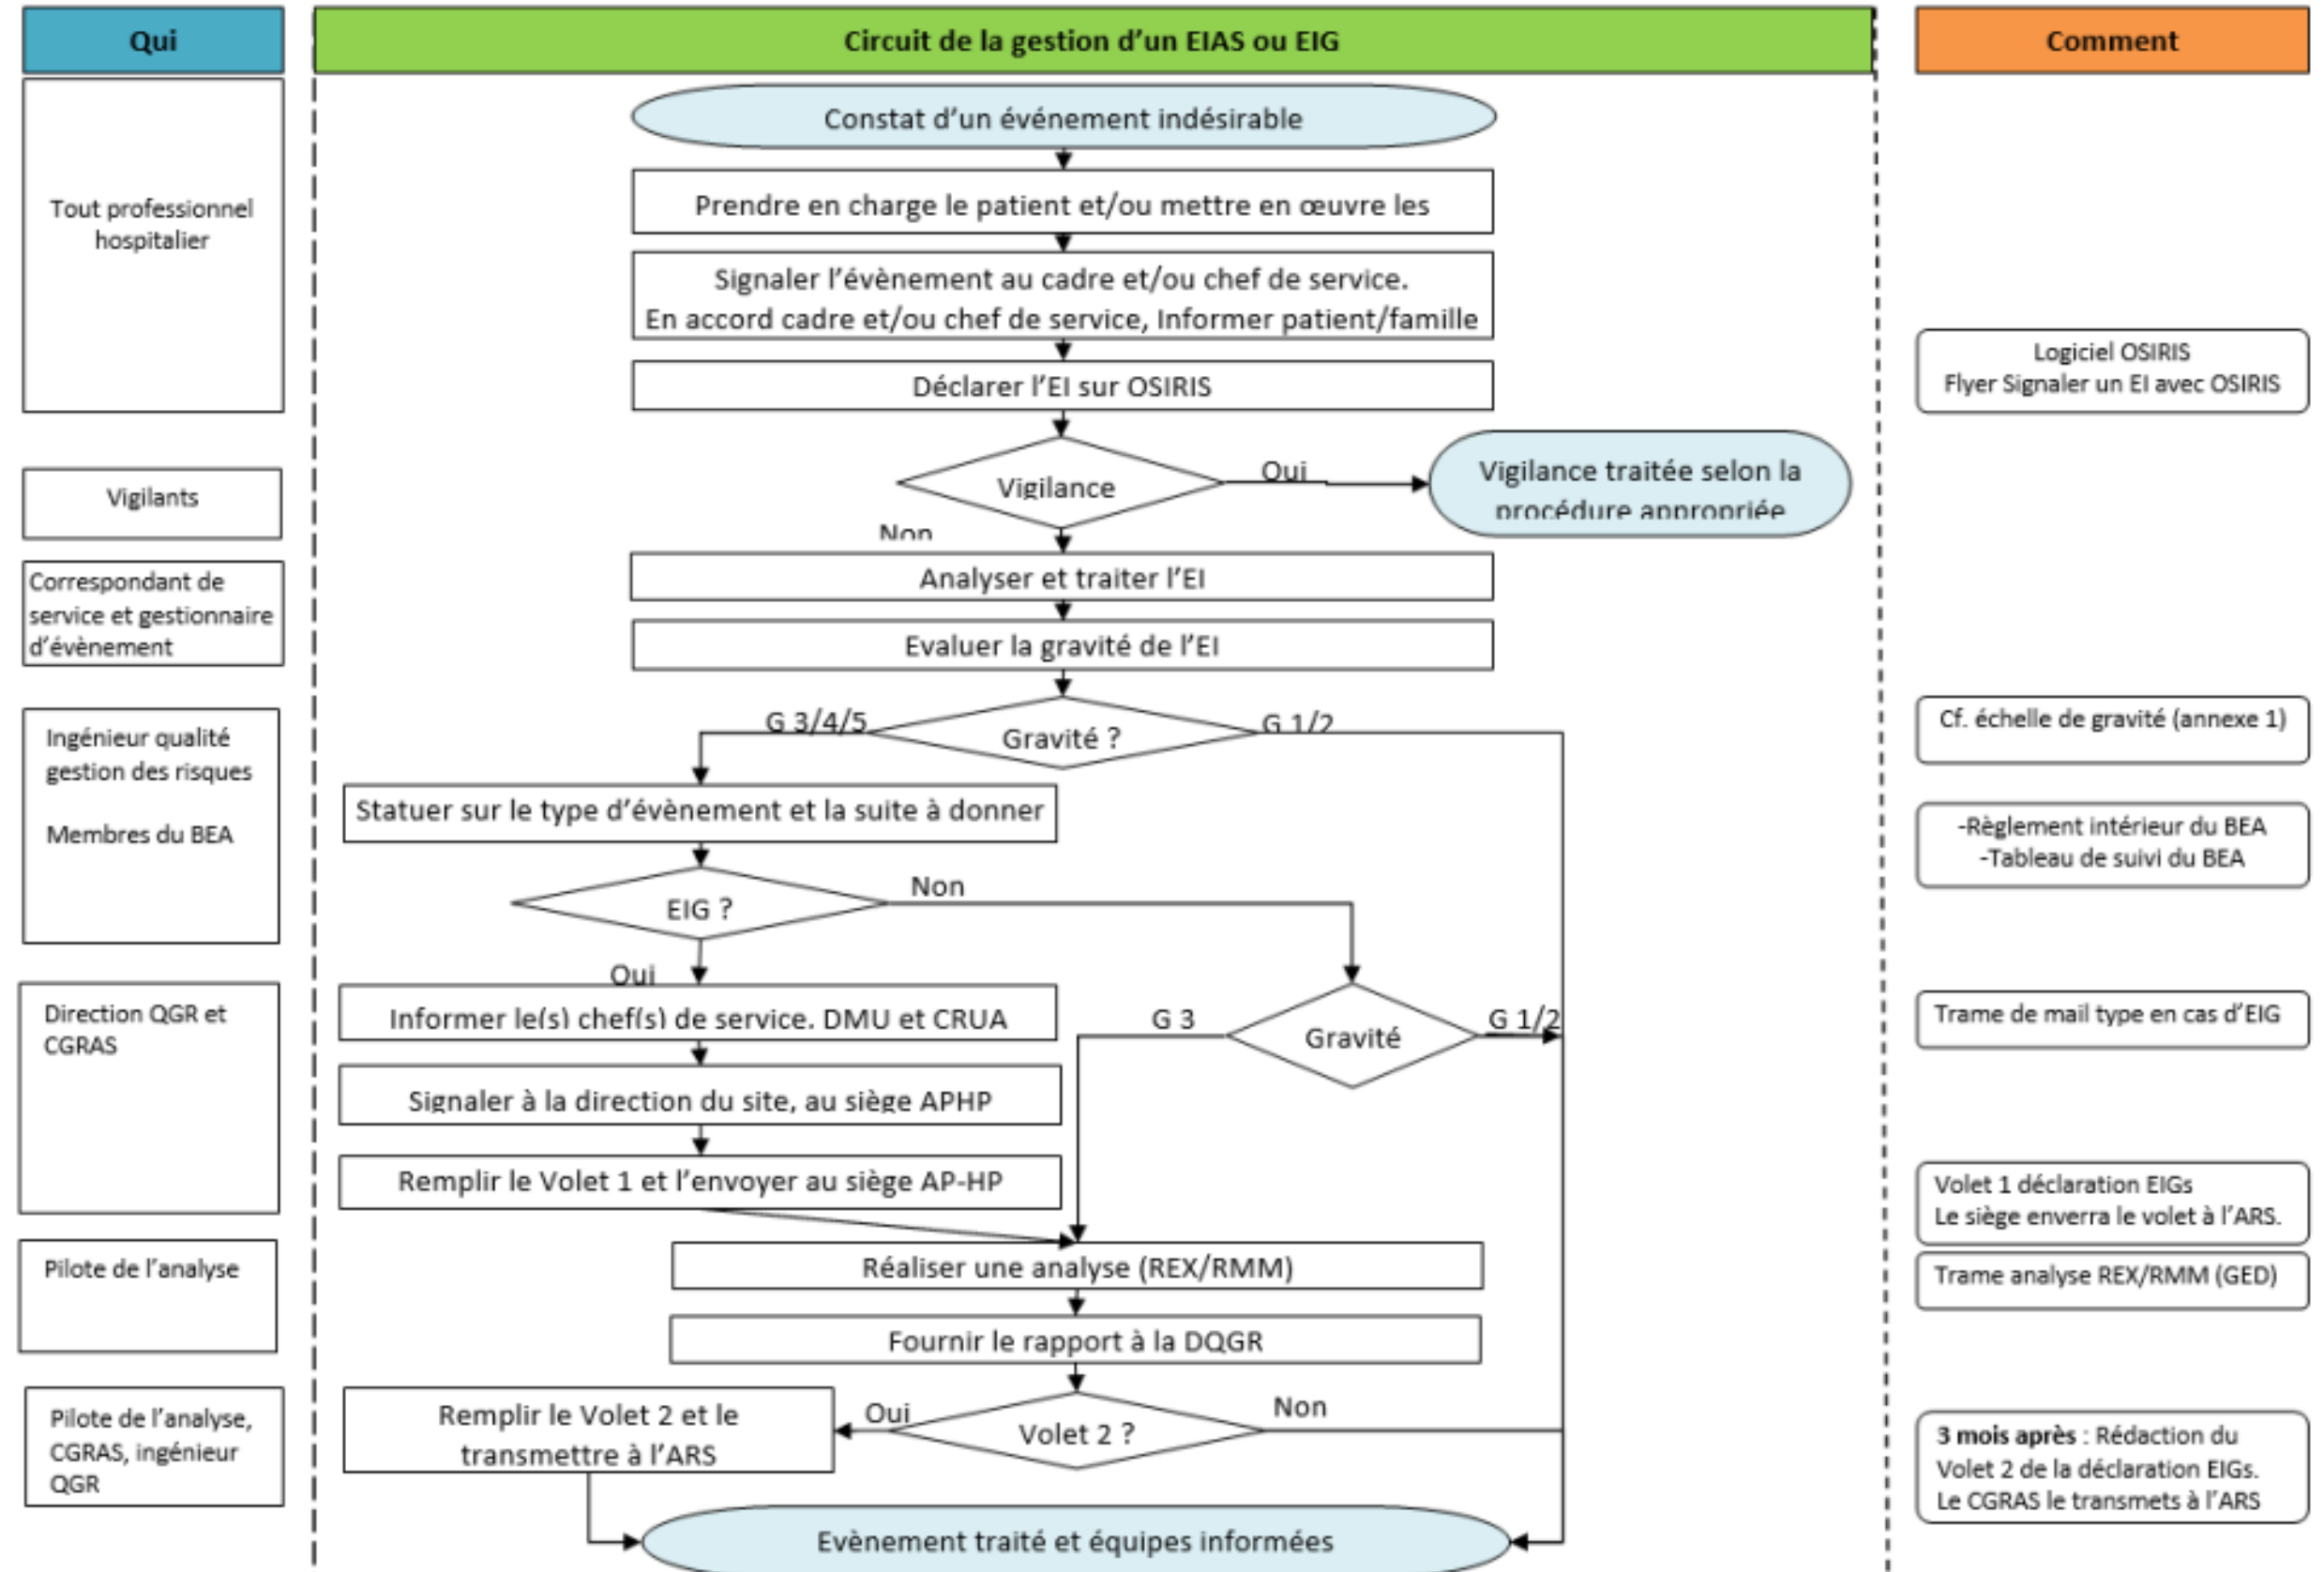 Qui
Circuit de la gestion d’un EIAS ou EIG
Comment
Constat d’un événement indésirable
Tout professionnel
hospitalier
Prendre en charge le patient et/ou mettre en œuvre les
Signaler l’évènement au cadre et/ou chef de service.
En accord cadre et/ou chef de service, Informer patient/famille
Déclarer l’EI sur OSIRIS
Logiciel OSIRIS
Flyer Signaler un EI avec OSIRIS
Vigilants
Vigilance
Oui
Vigilance traitée selon la
procédure appropriée
Non
Correspondant de
service et gestionnaire
d’évènement
Analyser et traiter l’EI
Evaluer la gravité de l’EI
Ingénieur qualité
gestion des risques
Membres du BEA
G 3/4/5
Gravité ?
G 1/2
Cf. échelle de gravité (annexe 1)
Statuer sur le type d’évènement et la suite à donner
-Règlement intérieur du BEA
-Tableau de suivi du BEA
EIG ?
Non
Oui
Direction QGR et
CGRAS
Informer le(s) chef(s) de service. DMU et CRUA
G 3
Gravité
G 1/2
Trame de mail type en cas d’EIG
Signaler à la direction du site, au siège APHP
Remplir le Volet 1 et l’envoyer au siège AP-HP
Volet 1 déclaration EIGs
Le siège enverra le volet à l’ARS.
Pilote de l’analyse
Réaliser une analyse (REX/RMM)
Trame analyse REX/RMM (GED)
Fournir le rapport à la DQGR
Pilote de l’analyse,
CGRAS, ingénieur
QGR
Remplir le Volet 2 et le
transmettre à l’ARS
Oui
Volet 2 ?
Non
3 mois après : Rédaction du
Volet 2 de la déclaration EIGs.
Le CGRAS le transmets à l’ARS
Evènement traité et équipes informées